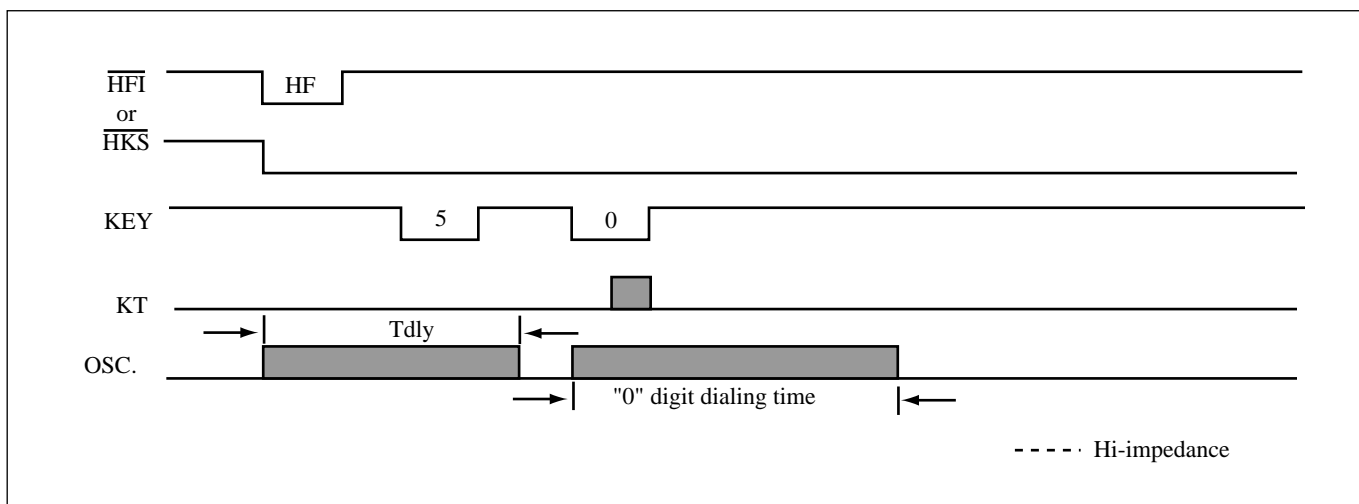 HFI HF
or
HKS
KEY 5 0
KT
Tdly
OSC.
"0" digit dialing time
Hi-impedance